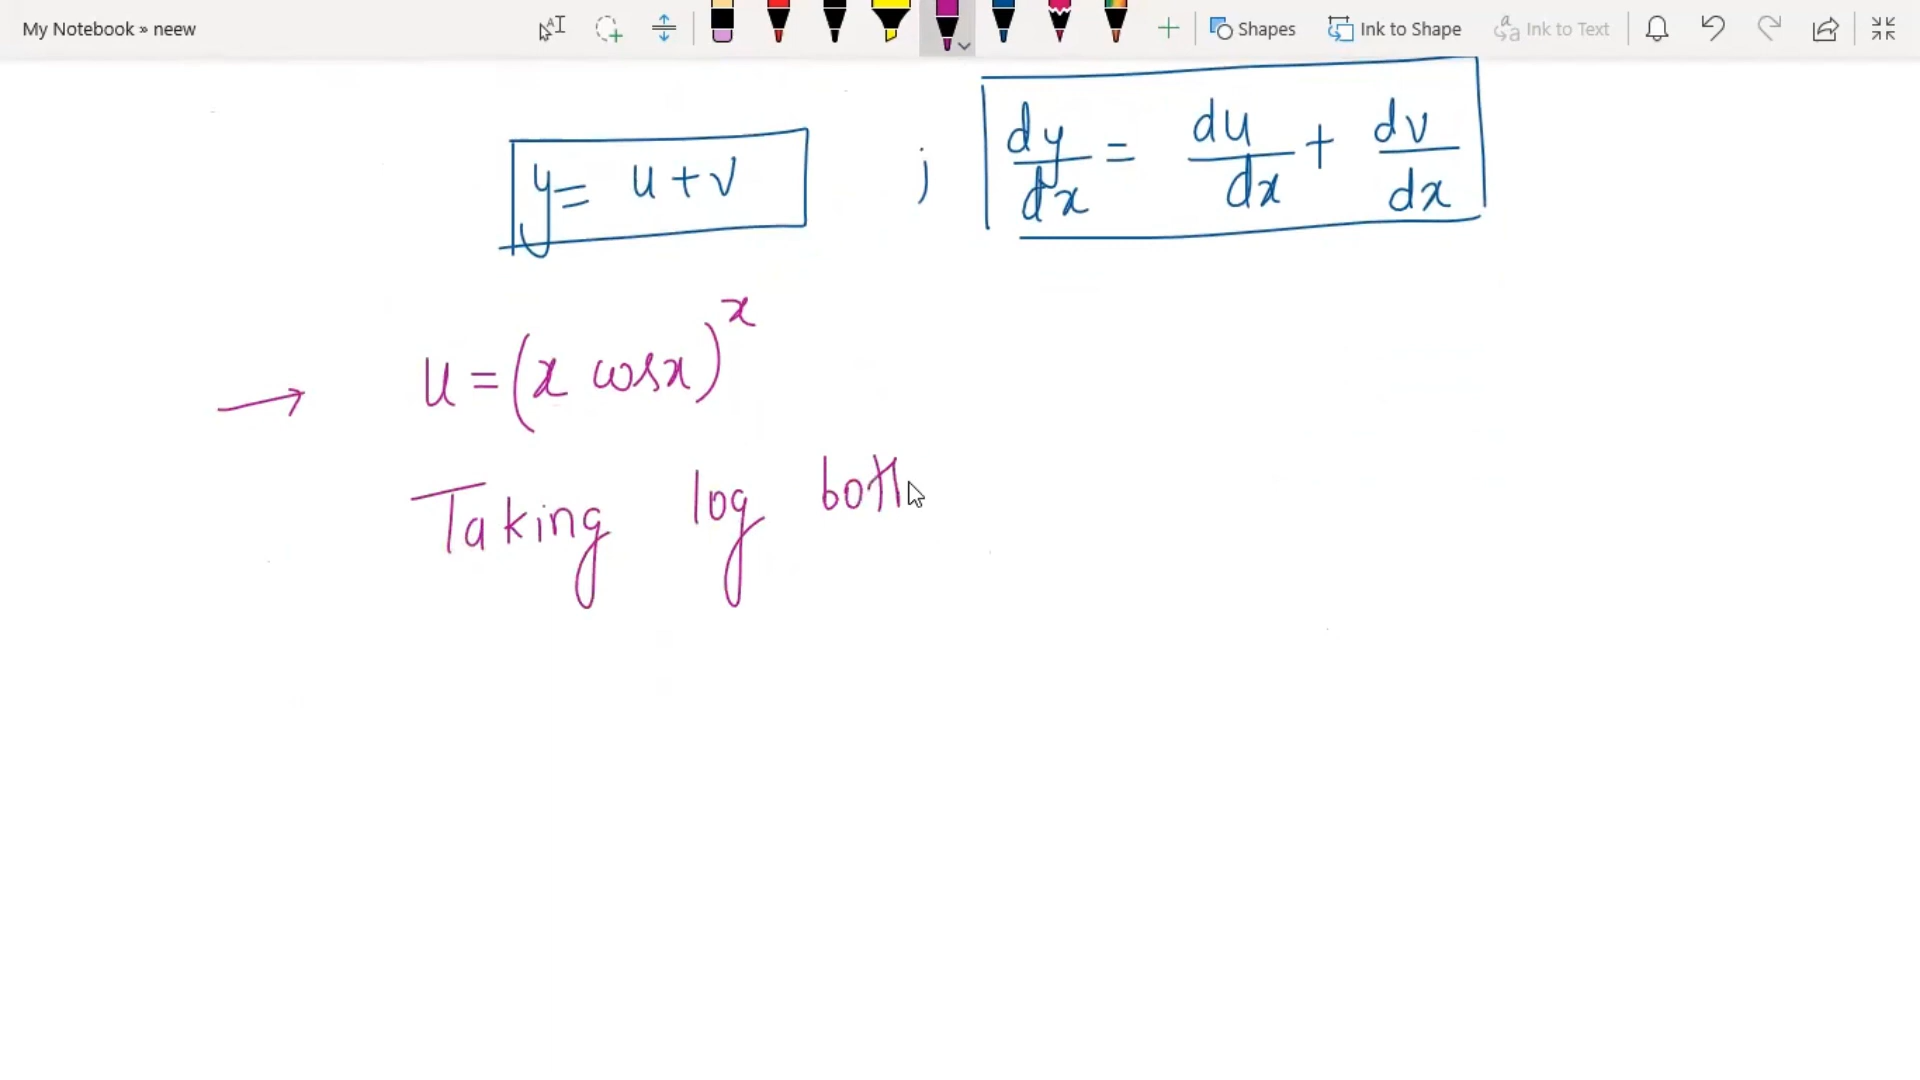 My Notebook » neew
Shapes
Ink to Shape
Ink to Text
y = u + v ; dy/dx = du/dx + dv/dx
u = (x cosx)^x
Taking log both